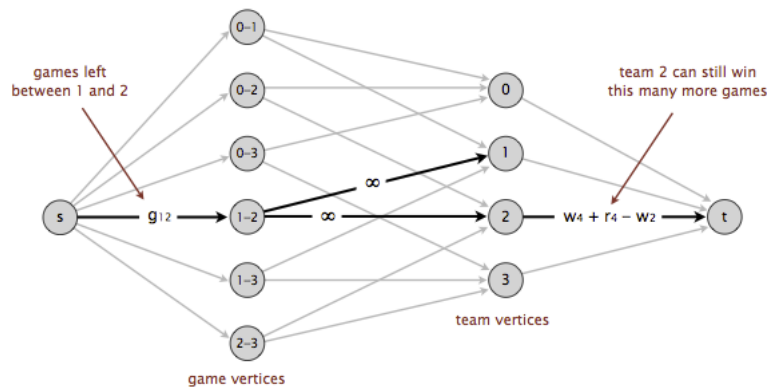 0–1
games left
between 1 and 2
team 2 can still win
this many more games
0–2
0
0–3
1
∞
s
g12
1–2
∞
2
w4 + r4 – w2
t
1–3
3
team vertices
2–3
game vertices